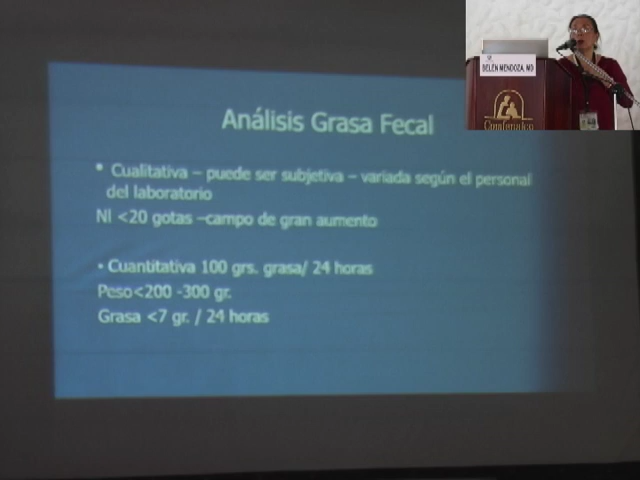 BELÉN MENDOZA, MD
Análisis Grasa Fecal
• Cualitativa – puede ser subjetiva – variada según el personal
del laboratorio
Nl <20 gotas –campo de gran aumento
• Cuantitativa 100 grs. grasa/ 24 horas
Peso<200 -300 gr.
Grasa <7 gr. / 24 horas